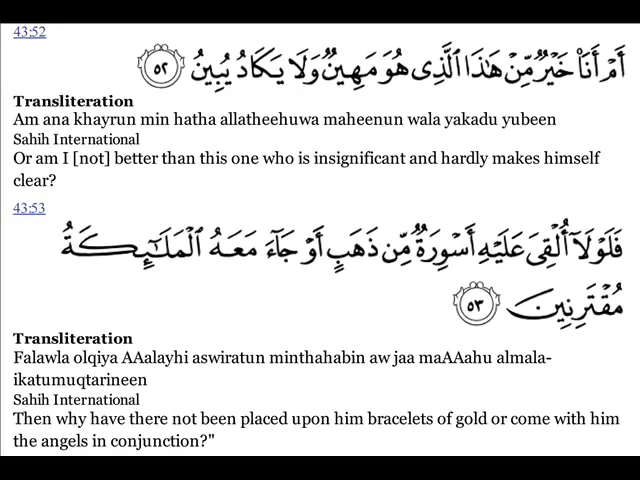 43:52
أَمْ أَنَا۠ خَيْرٌ مِّنْ هَٰذَا ٱلَّذِى هُوَ مَهِينٌ وَلَا يَكَادُ يُبِينُ ٥٢
Transliteration
Am ana khayrun min hatha allatheehuwa maheenun wala yakadu yubeen
Sahih International
Or am I [not] better than this one who is insignificant and hardly makes himself
clear?
43:53
فَلَوْلَآ أُلْقِىَ عَلَيْهِ أَسْوِرَةٌ مِّن ذَهَبٍ أَوْ جَآءَ مَعَهُ ٱلْمَلَٰٓئِكَةُ
مُقْتَرِنِينَ ٥٣
Transliteration
Falawla olqiya AAalayhi aswiratun minthahabin aw jaa maAAahu almala-
ikatumuqtarineen
Sahih International
Then why have there not been placed upon him bracelets of gold or come with him
the angels in conjunction?"